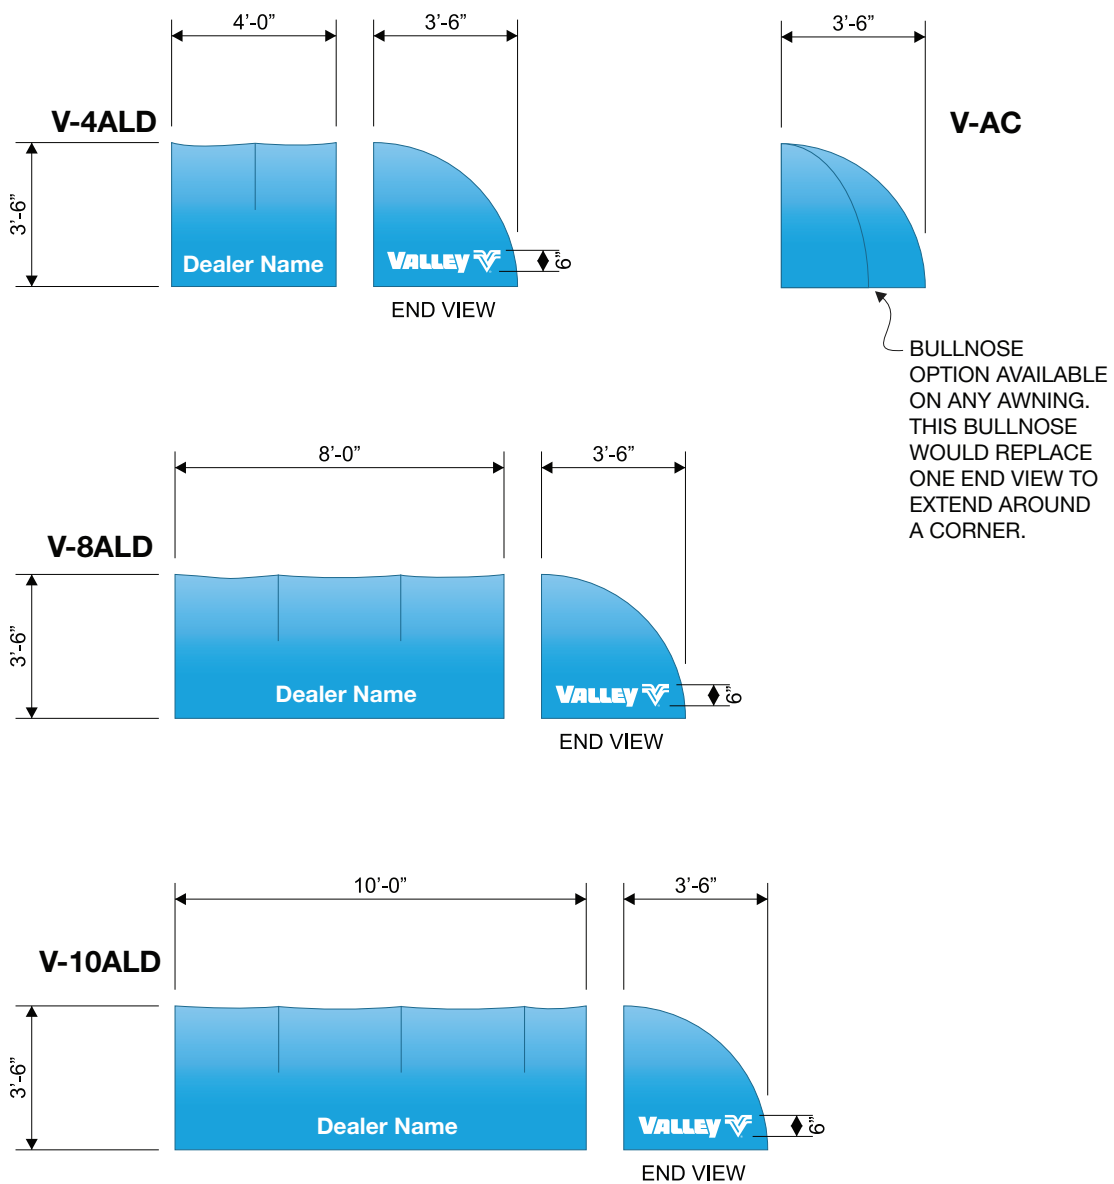 4’-0”
3’-6”
3’-6”
V-4ALD
V-AC
3’-6”
Dealer Name
VALLEY
6”
END VIEW
BULLNOSE
OPTION AVAILABLE
ON ANY AWNING.
THIS BULLNOSE
WOULD REPLACE
ONE END VIEW TO
EXTEND AROUND
A CORNER.
8’-0”
3’-6”
V-8ALD
3’-6”
Dealer Name
VALLEY
6”
END VIEW
10’-0”
3’-6”
V-10ALD
3’-6”
Dealer Name
VALLEY
6”
END VIEW